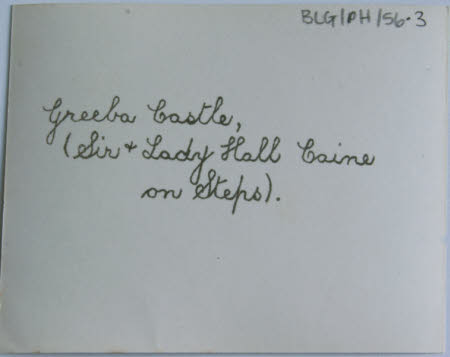 BLG/PH/56.3
Greeba Castle,
(Sir + Lady Hall Caine
on Steps).